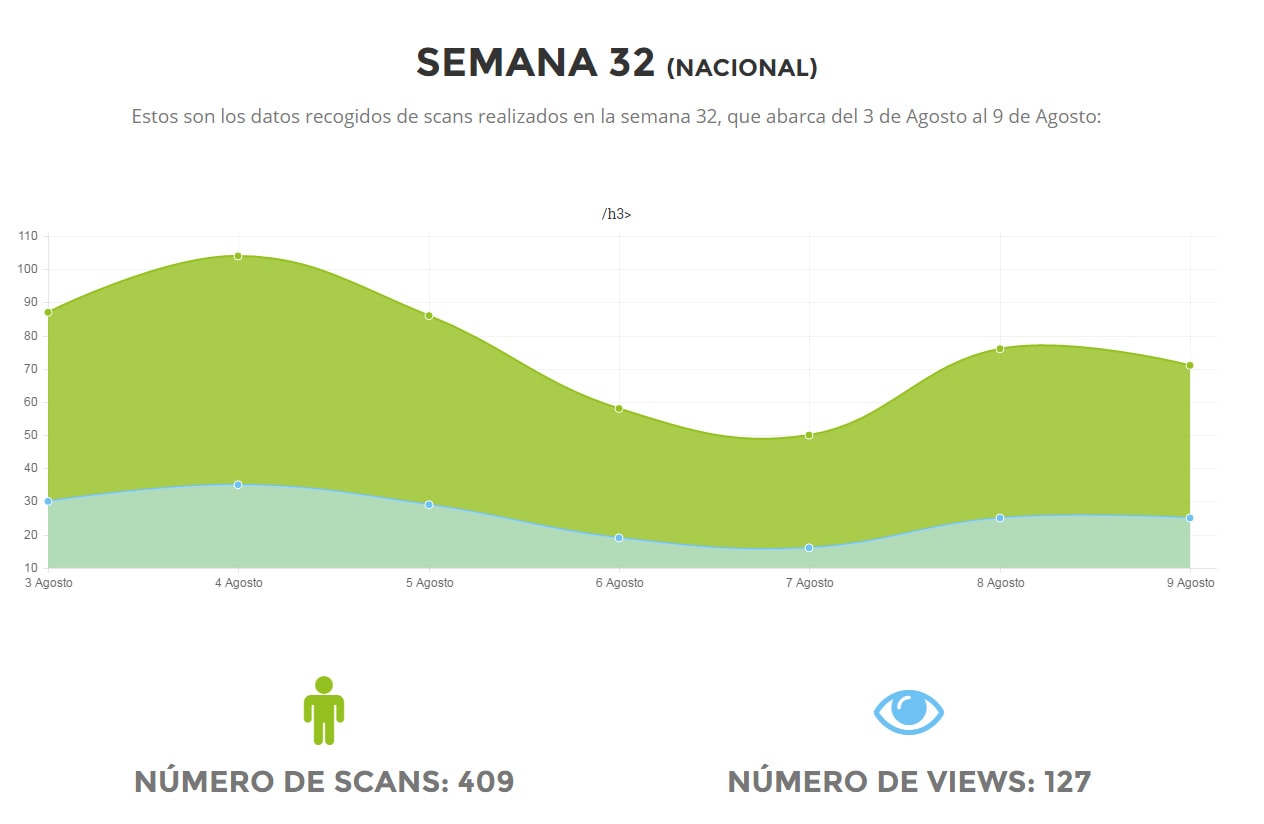 SEMANA 32 (NACIONAL)
Estos son los datos recogidos de scans realizados en la semana 32, que abarca del 3 de Agosto al 9 de Agosto:
/h3>
110
100
90
80
70
60
50
40
30
20
10
3 Agosto 4 Agosto 5 Agosto 6 Agosto 7 Agosto 8 Agosto 9 Agosto
NÚMERO DE SCANS: 409 NÚMERO DE VIEWS: 127